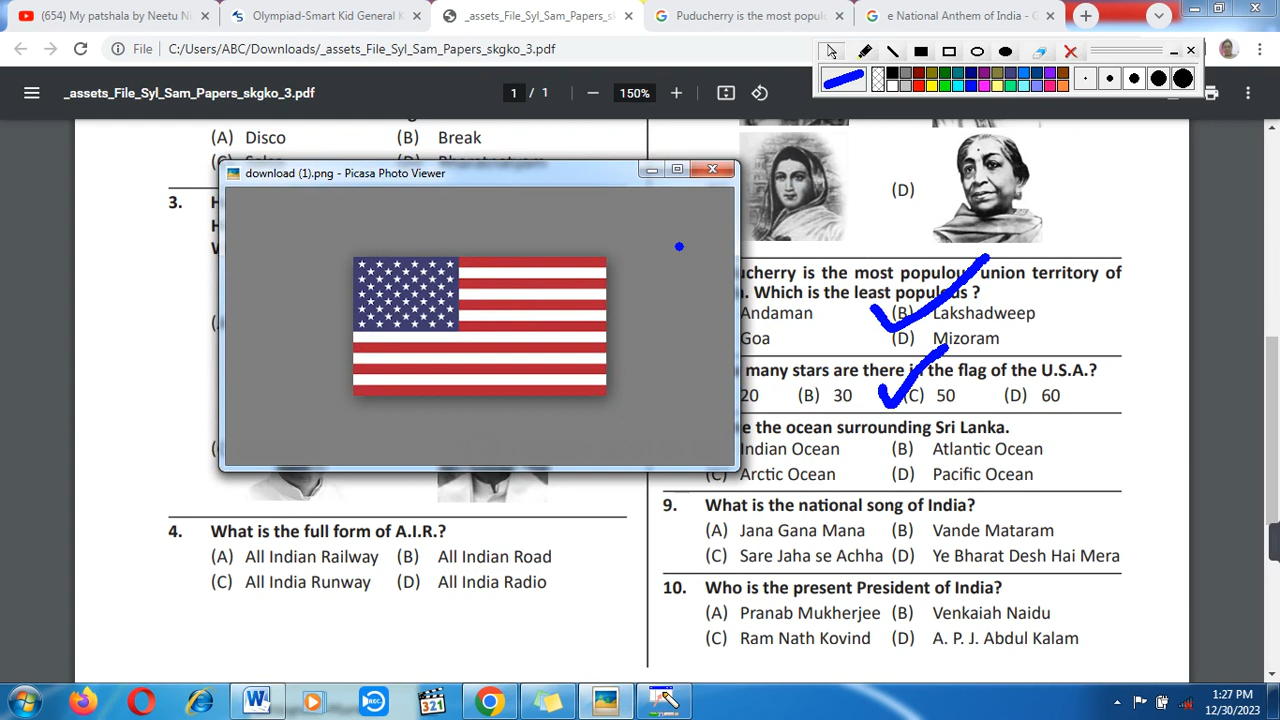 (654) My patshala by Neetu Ni
Olympiad-Smart Kid General K
_assets_File_Syl_Sam_Papers_sk
Puducherry is the most popul
e National Anthem of India - G
File C:/Users/ABC/Downloads/_assets_File_Syl_Sam_Papers_skgko_3.pdf
_assets_File_Syl_Sam_Papers_skgko_3.pdf
1 / 1
150%
(A) Disco (B) Break
download (1).png - Picasa Photo Viewer
3.
4. What is the full form of A.I.R.?
(A) All Indian Railway (B) All Indian Road
(C) All India Runway (D) All India Radio
(D)
ucherry is the most populous union territory of
. Which is the least populous ?
Andaman (B) Lakshadweep
Goa (D) Mizoram
many stars are there in the flag of the U.S.A.?
20 (B) 30 (C) 50 (D) 60
e the ocean surrounding Sri Lanka.
Indian Ocean (B) Atlantic Ocean
(C) Arctic Ocean (D) Pacific Ocean
9. What is the national song of India?
(A) Jana Gana Mana (B) Vande Mataram
(C) Sare Jaha se Achha (D) Ye Bharat Desh Hai Mera
10. Who is the present President of India?
(A) Pranab Mukherjee (B) Venkaiah Naidu
(C) Ram Nath Kovind (D) A. P. J. Abdul Kalam
321
1:27 PM
12/30/2023